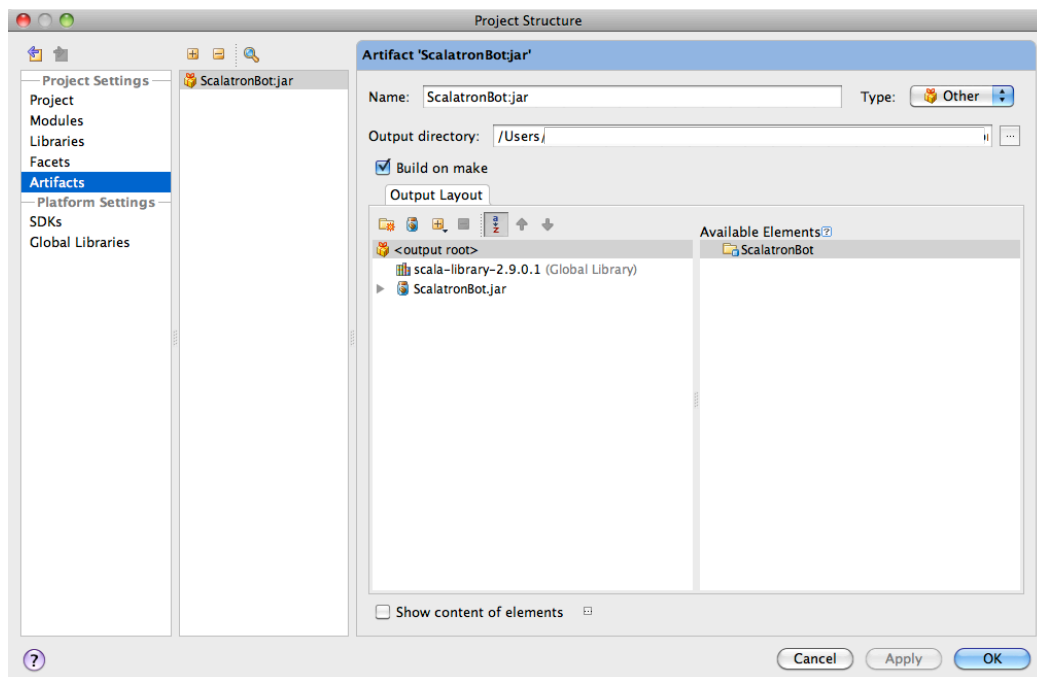 Project Structure
Project Settings
Project
Modules
Libraries
Facets
Artifacts
Platform Settings
SDKs
Global Libraries
ScalatronBot:jar
Artifact 'ScalatronBot:jar'
Name: ScalatronBot:jar Type: Other
Output directory: /Users/
Build on make
Output Layout
<output root>
scala-library-2.9.0.1 (Global Library)
ScalatronBot.jar
Available Elements?
ScalatronBot
Show content of elements
? Cancel Apply OK